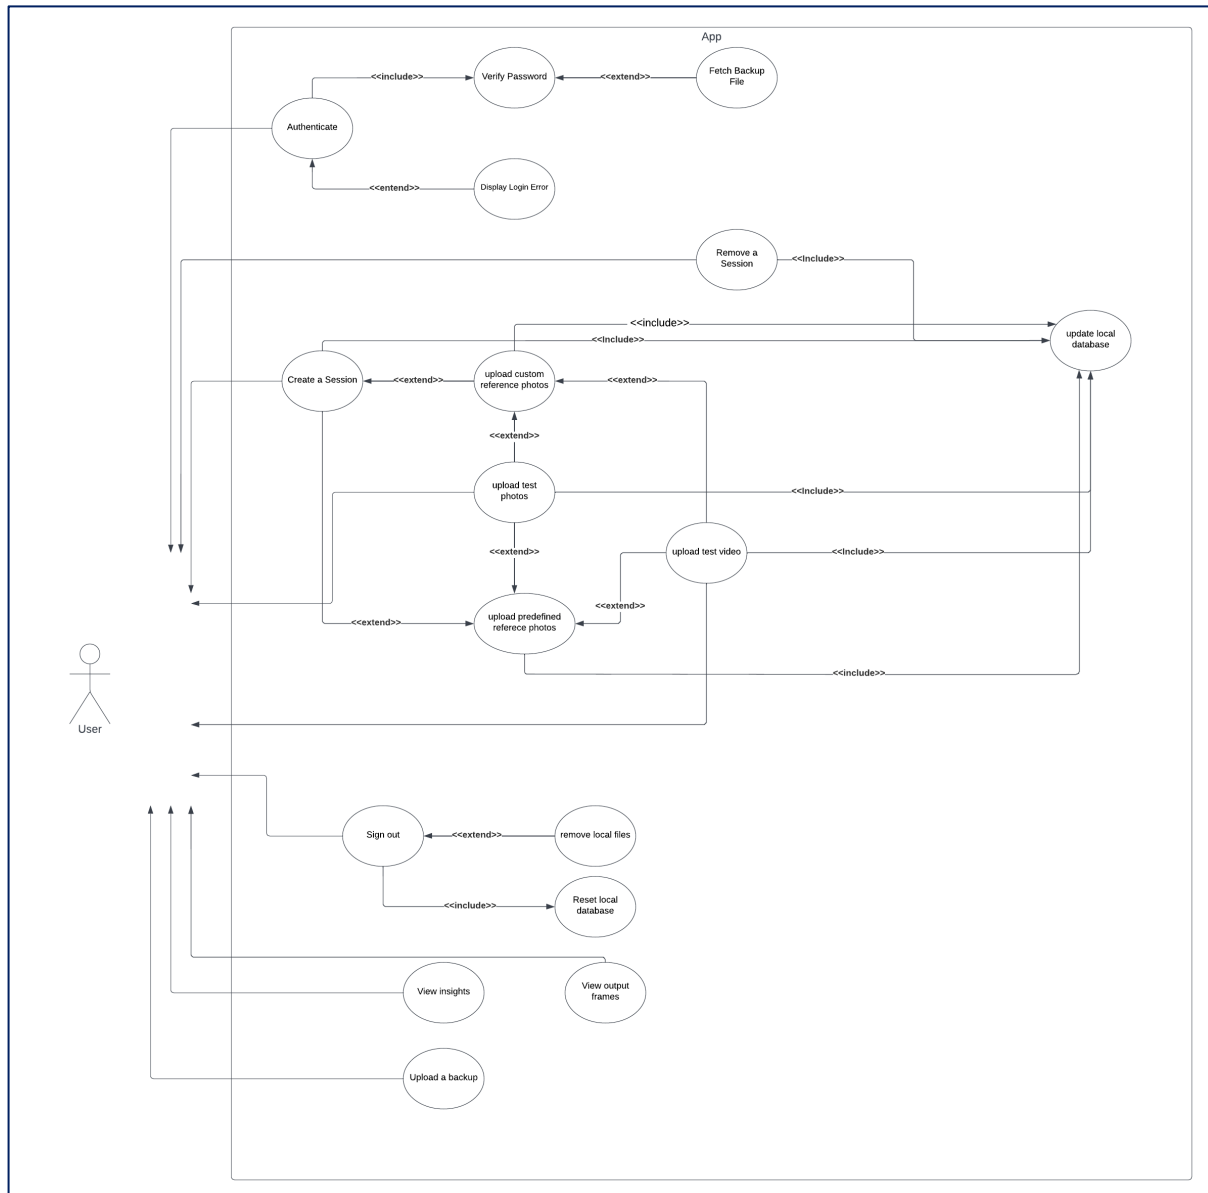 App
<<include>>
Verify Password
<<extend>>
Fetch Backup
File
Authenticate
<<entend>>
Display Login Error
Remove a
Session
<<Include>>
<<include>>
<<Include>>
update local
database
Create a Session
<<extend>>
upload custom
reference photos
<<extend>>
<<extend>>
upload test
photos
<<Include>>
<<extend>>
upload test video
<<Include>>
<<extend>>
<<extend>>
upload predefined
referece photos
<<include>>
User
Sign out
<<extend>>
remove local files
<<include>>
Reset local
database
View insights
View output
frames
Upload a backup